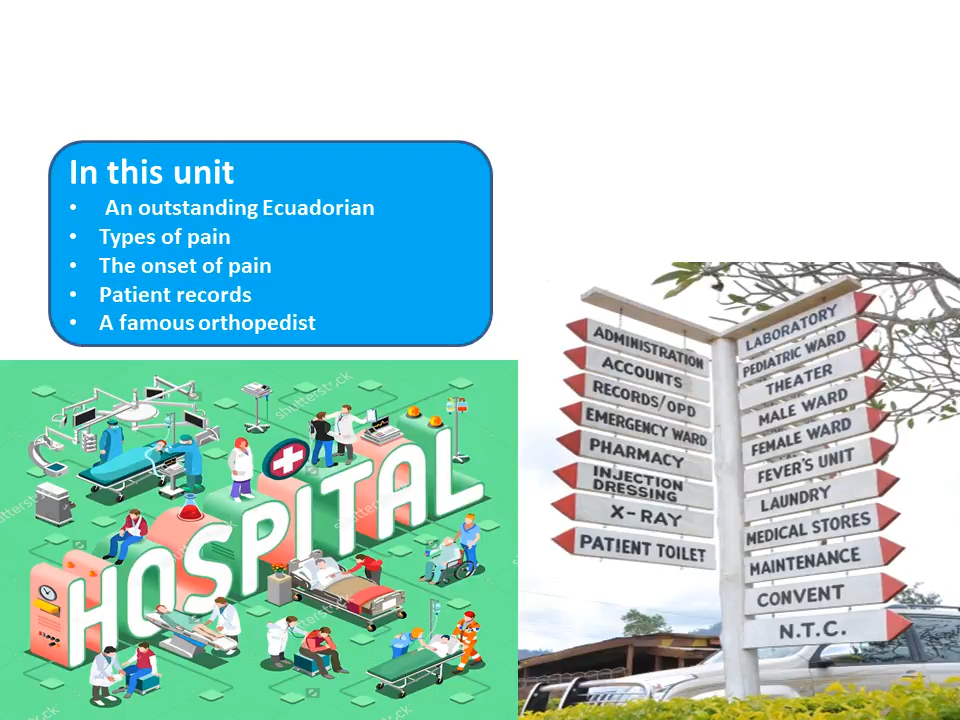 In this unit
• An outstanding Ecuadorian
• Types of pain
• The onset of pain
• Patient records
• A famous orthopedist
HOSPITAL
shutterstock
ADMINISTRATION
ACCOUNTS
RECORDS/OPD
EMERGENCY WARD
PHARMACY
INJECTION
DRESSING
X-RAY
PATIENT TOILET
LABORATORY
PEDIATRIC WARD
THEATER
MALE WARD
FEMALE WARD
FEVER'S UNIT
LAUNDRY
MEDICAL STORES
MAINTENANCE
CONVENT
N.T.C.